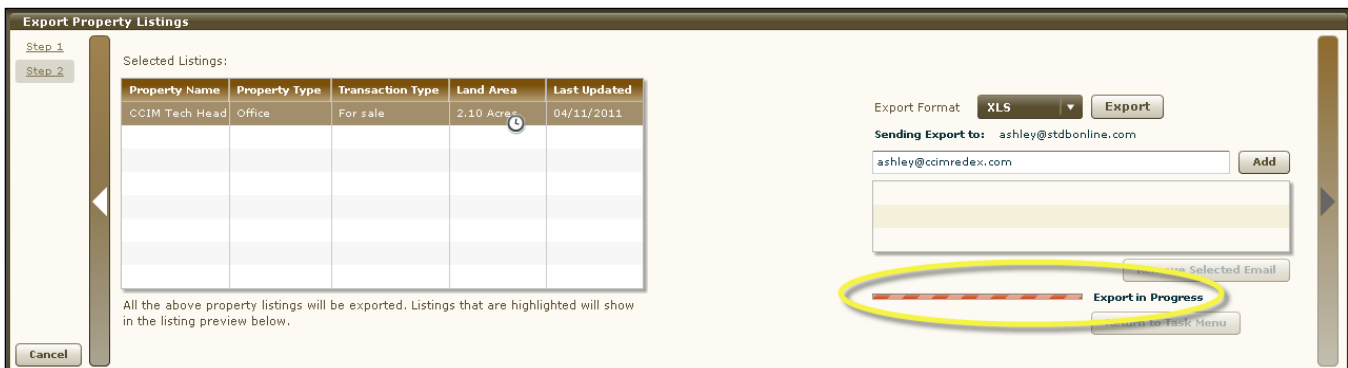 Export Property Listings
Step 1
Step 2
Selected Listings:
Property Name Property Type Transaction Type Land Area Last Updated
CCIM Tech Head Office For sale 2.10 Acres 04/11/2011
All the above property listings will be exported. Listings that are highlighted will show
in the listing preview below.
Cancel
Export Format XLS Export
Sending Export to: ashley@stdbonline.com
ashley@ccimredex.com Add
Remove Selected Email
Export in Progress
Return to Task Menu